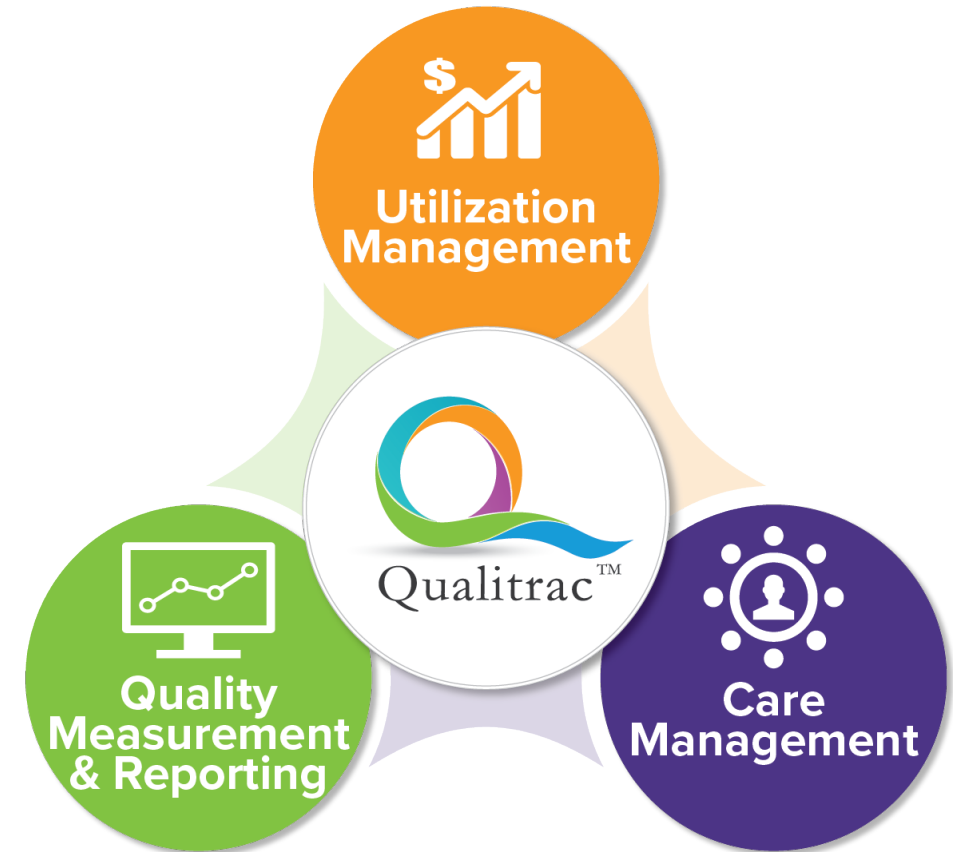 $
Utilization
Management
Qualitrac™
Quality
Measurement
& Reporting
Care
Management